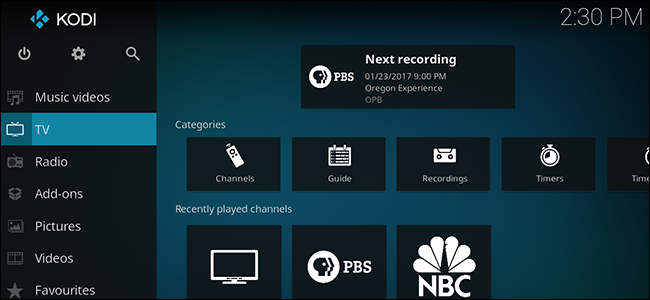 KODI
2:30 PM
Music videos
TV
Radio
Add-ons
Pictures
Videos
Favourites
PBS
Next recording
01/23/2017 9:00 PM
Oregon Experience
OPB
Categories
Channels
Guide
Recordings
Timers
Time
Recently played channels
PBS
NBC